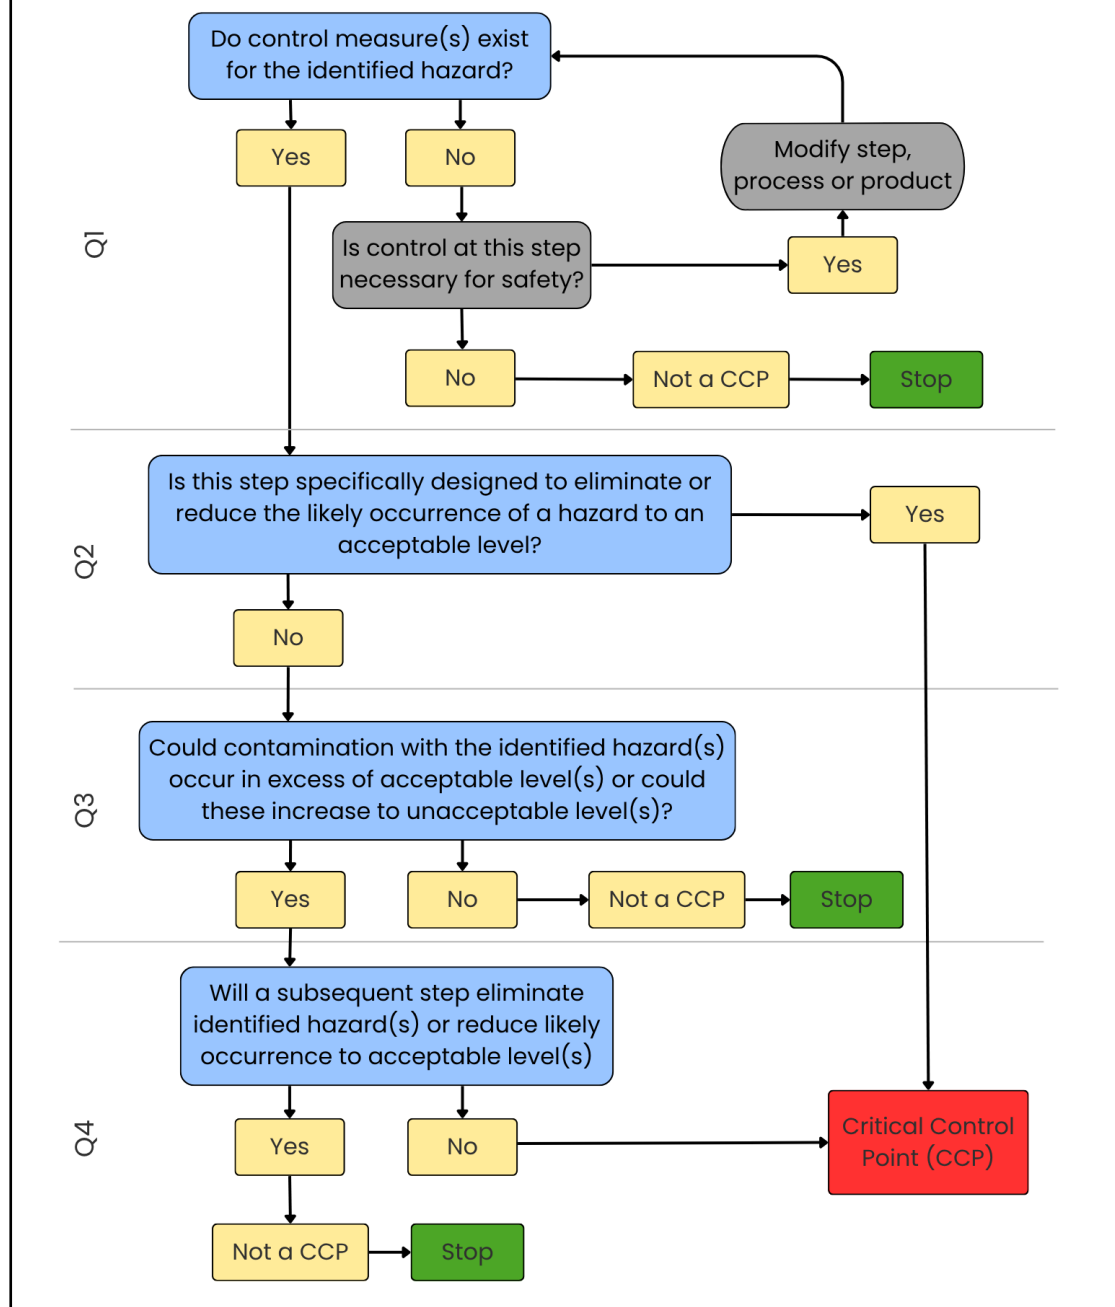 Do control measure(s) exist
for the identified hazard?
Yes
No
Modify step,
process or product
Q1
Is control at this step
necessary for safety?
Yes
No
Not a CCP
Stop
Is this step specifically designed to eliminate or
reduce the likely occurrence of a hazard to an
acceptable level?
Yes
Q2
No
Could contamination with the identified hazard(s)
occur in excess of acceptable level(s) or could
these increase to unacceptable level(s)?
Q3
Yes
No
Not a CCP
Stop
Will a subsequent step eliminate
identified hazard(s) or reduce likely
occurrence to acceptable level(s)
Q4
Yes
No
Critical Control
Point (CCP)
Not a CCP
Stop